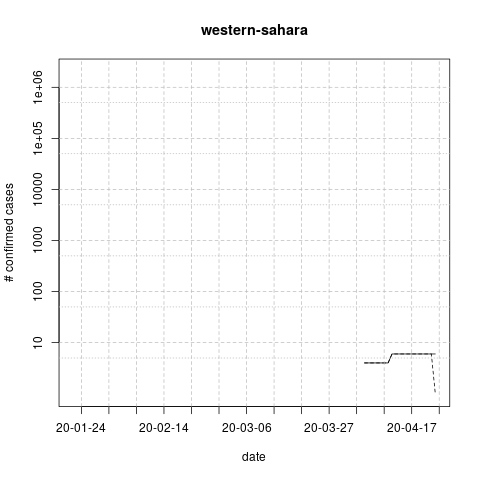 western-sahara
# confirmed cases
1e+06
1e+05
10000
1000
100
10
20-01-24
20-02-14
20-03-06
20-03-27
20-04-17
date